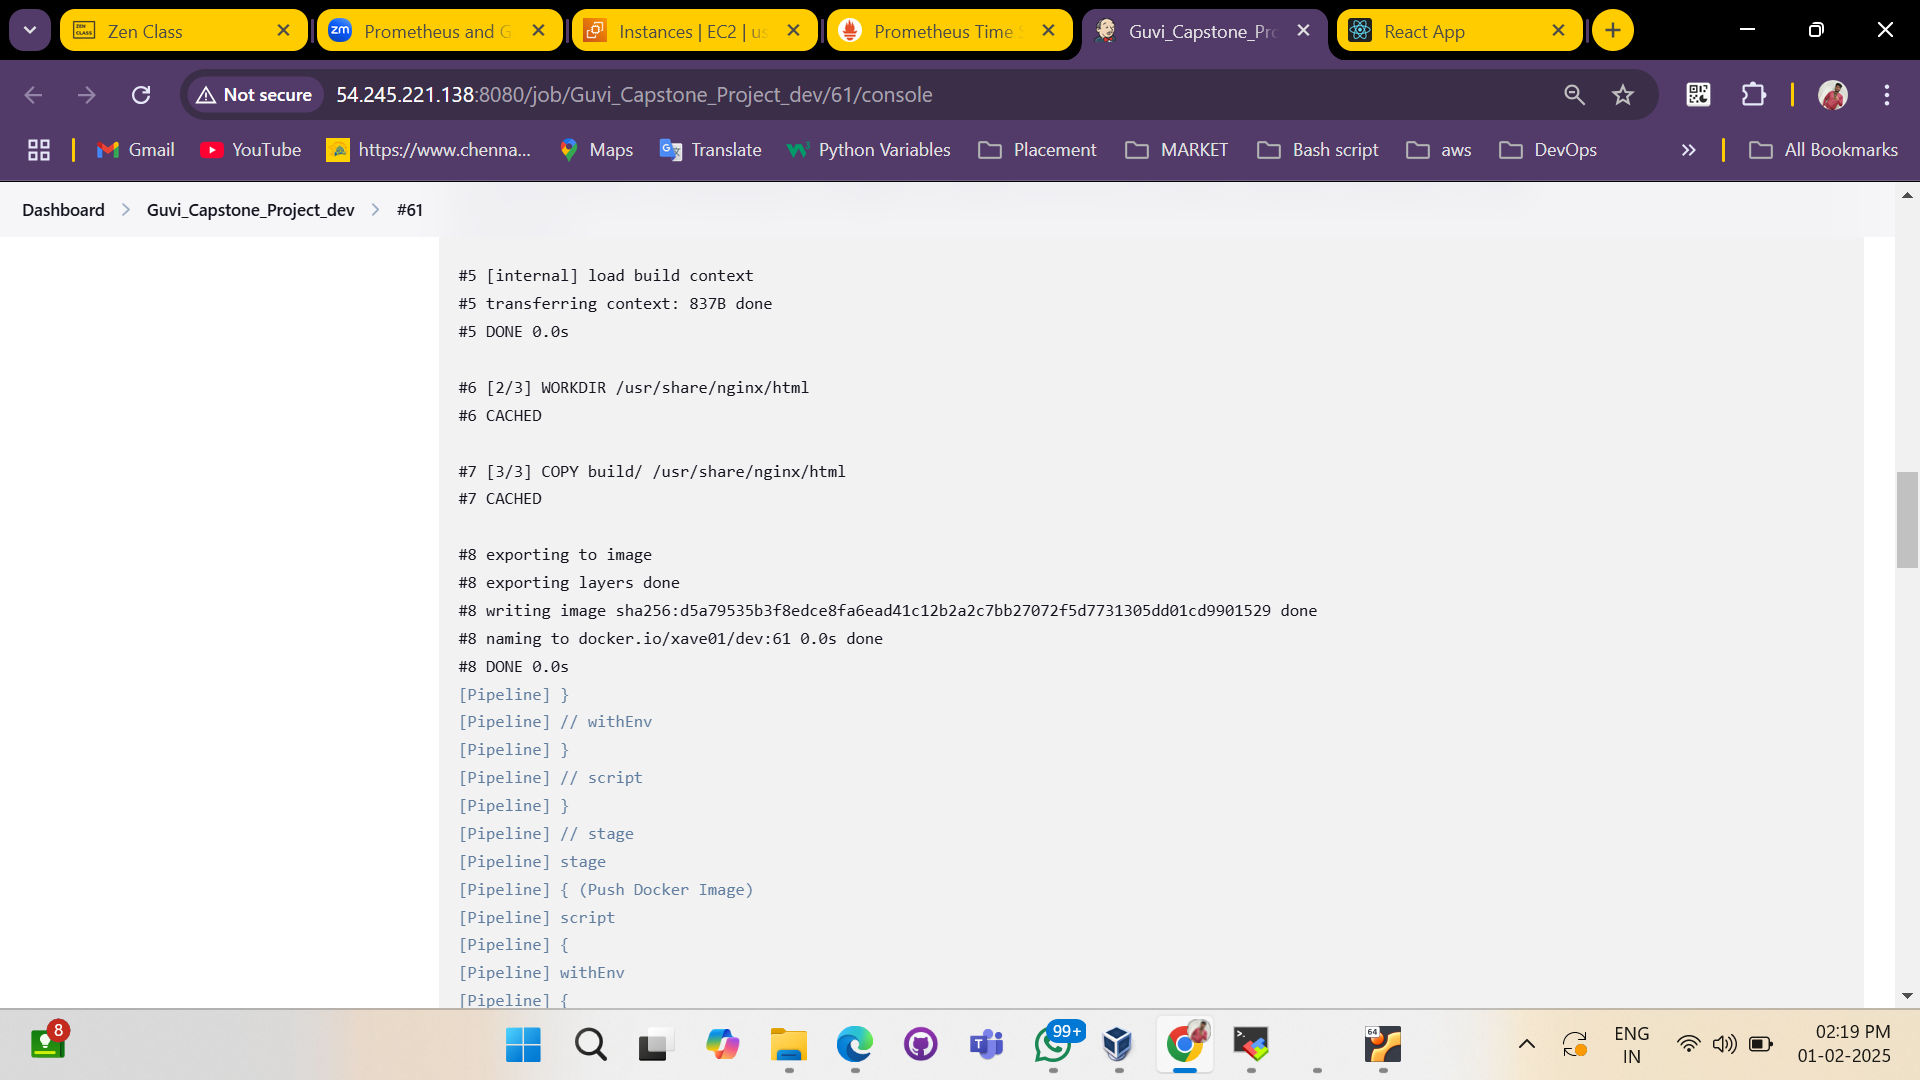 Zen Class
Prometheus and G
Instances | EC2 | us
Prometheus Time S
Guvi_Capstone_Pro
React App
Not secure
54.245.221.138:8080/job/Guvi_Capstone_Project_dev/61/console
Gmail
YouTube
https://www.chenna...
Maps
Translate
Python Variables
Placement
MARKET
Bash script
aws
DevOps
All Bookmarks
Dashboard > Guvi_Capstone_Project_dev > #61
#5 [internal] load build context
#5 transferring context: 837B done
#5 DONE 0.0s
#6 [2/3] WORKDIR /usr/share/nginx/html
#6 CACHED
#7 [3/3] COPY build/ /usr/share/nginx/html
#7 CACHED
#8 exporting to image
#8 exporting layers done
#8 writing image sha256:d5a79535b3f8edce8fa6ead41c12b2a2c7bb27072f5d7731305dd01cd9901529 done
#8 naming to docker.io/xave01/dev:61 0.0s done
#8 DONE 0.0s
[Pipeline] }
[Pipeline] // withEnv
[Pipeline] }
[Pipeline] // script
[Pipeline] }
[Pipeline] // stage
[Pipeline] stage
[Pipeline] { (Push Docker Image)
[Pipeline] script
[Pipeline] {
[Pipeline] withEnv
[Pipeline] {
8
99+
64
ENG
IN
02:19 PM
01-02-2025